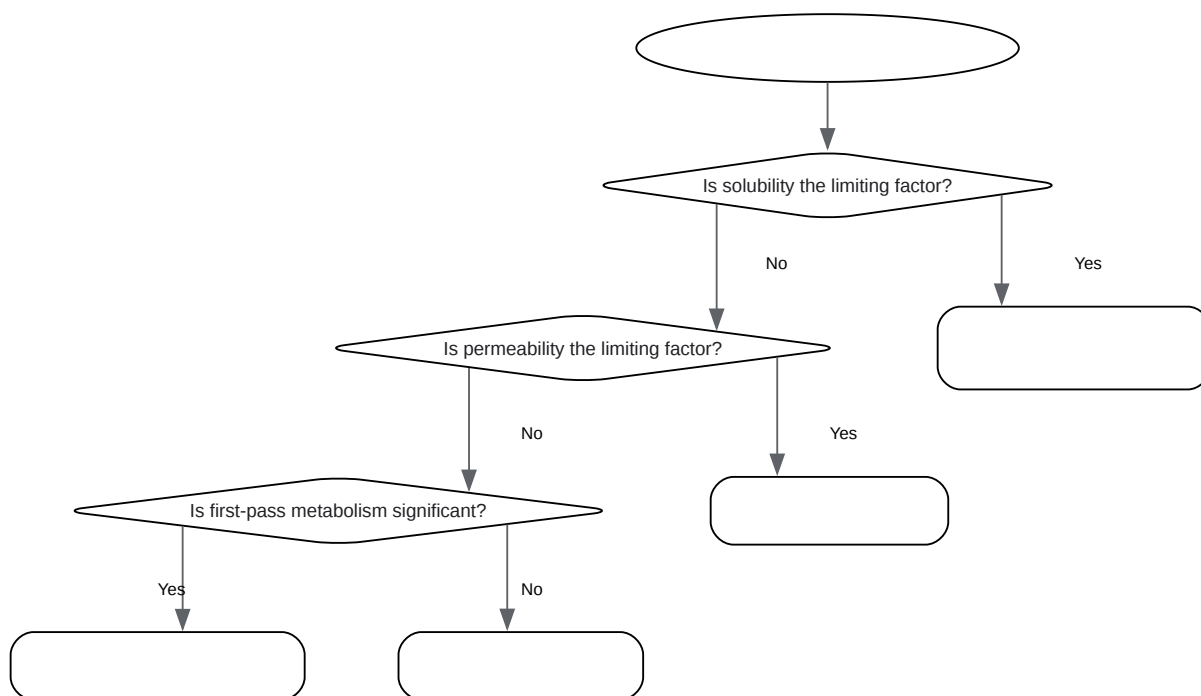 Is solubility the limiting factor?
No
Yes
Is permeability the limiting factor?
No
Yes
Is first-pass metabolism significant?
Yes
No